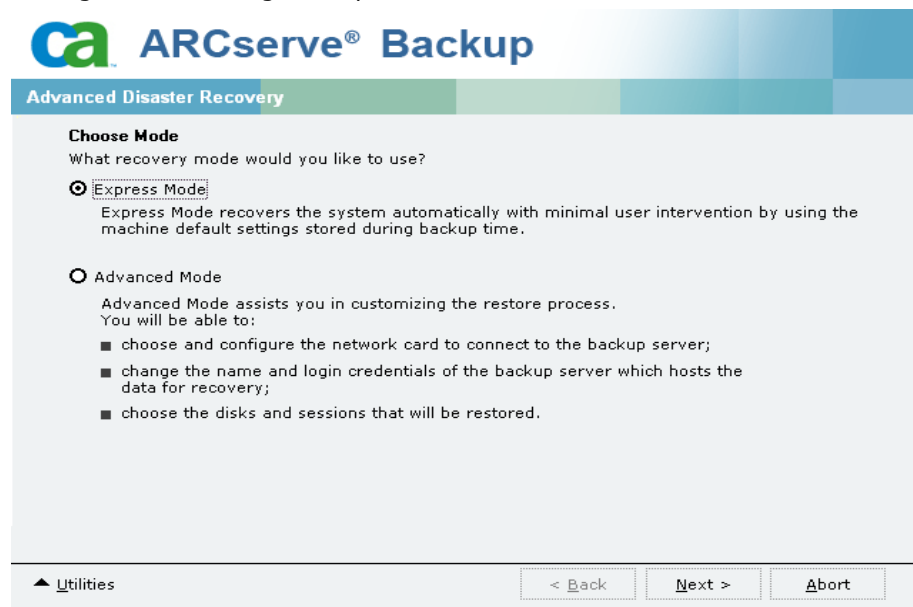 ca ARCserve® Backup
Advanced Disaster Recovery
Choose Mode
What recovery mode would you like to use?
Express Mode
Express Mode recovers the system automatically with minimal user intervention by using the
machine default settings stored during backup time.
Advanced Mode
Advanced Mode assists you in customizing the restore process.
You will be able to:
■ choose and configure the network card to connect to the backup server;
■ change the name and login credentials of the backup server which hosts the
data for recovery;
■ choose the disks and sessions that will be restored.
Utilities < Back Next > Abort